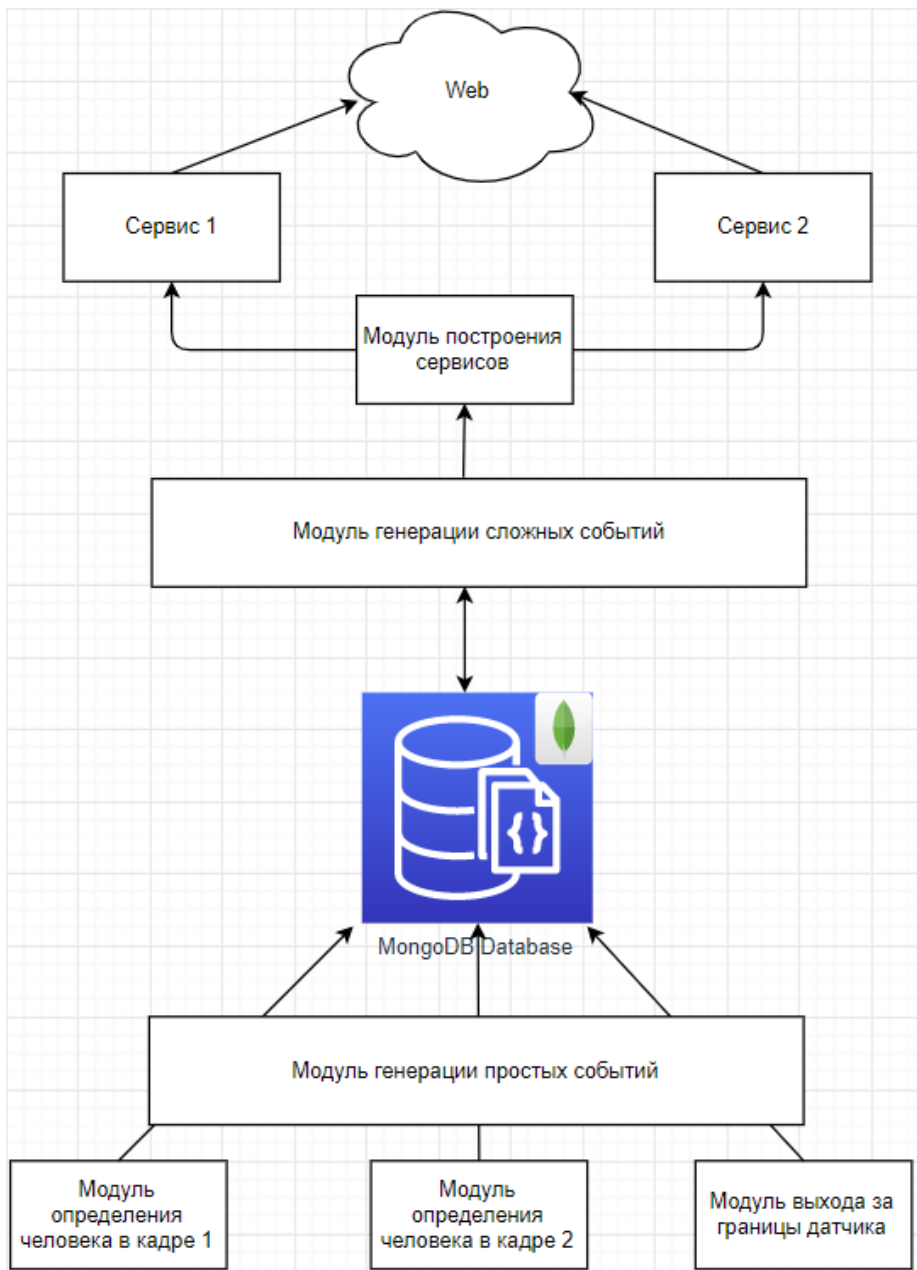 Web
Сервис 1
Сервис 2
Модуль построения
сервисов
Модуль генерации сложных событий
{}
MongoDB Database
Модуль генерации простых событий
Модуль
определения
человека в кадре 1
Модуль
определения
человека в кадре 2
Модуль выхода за
границы датчика